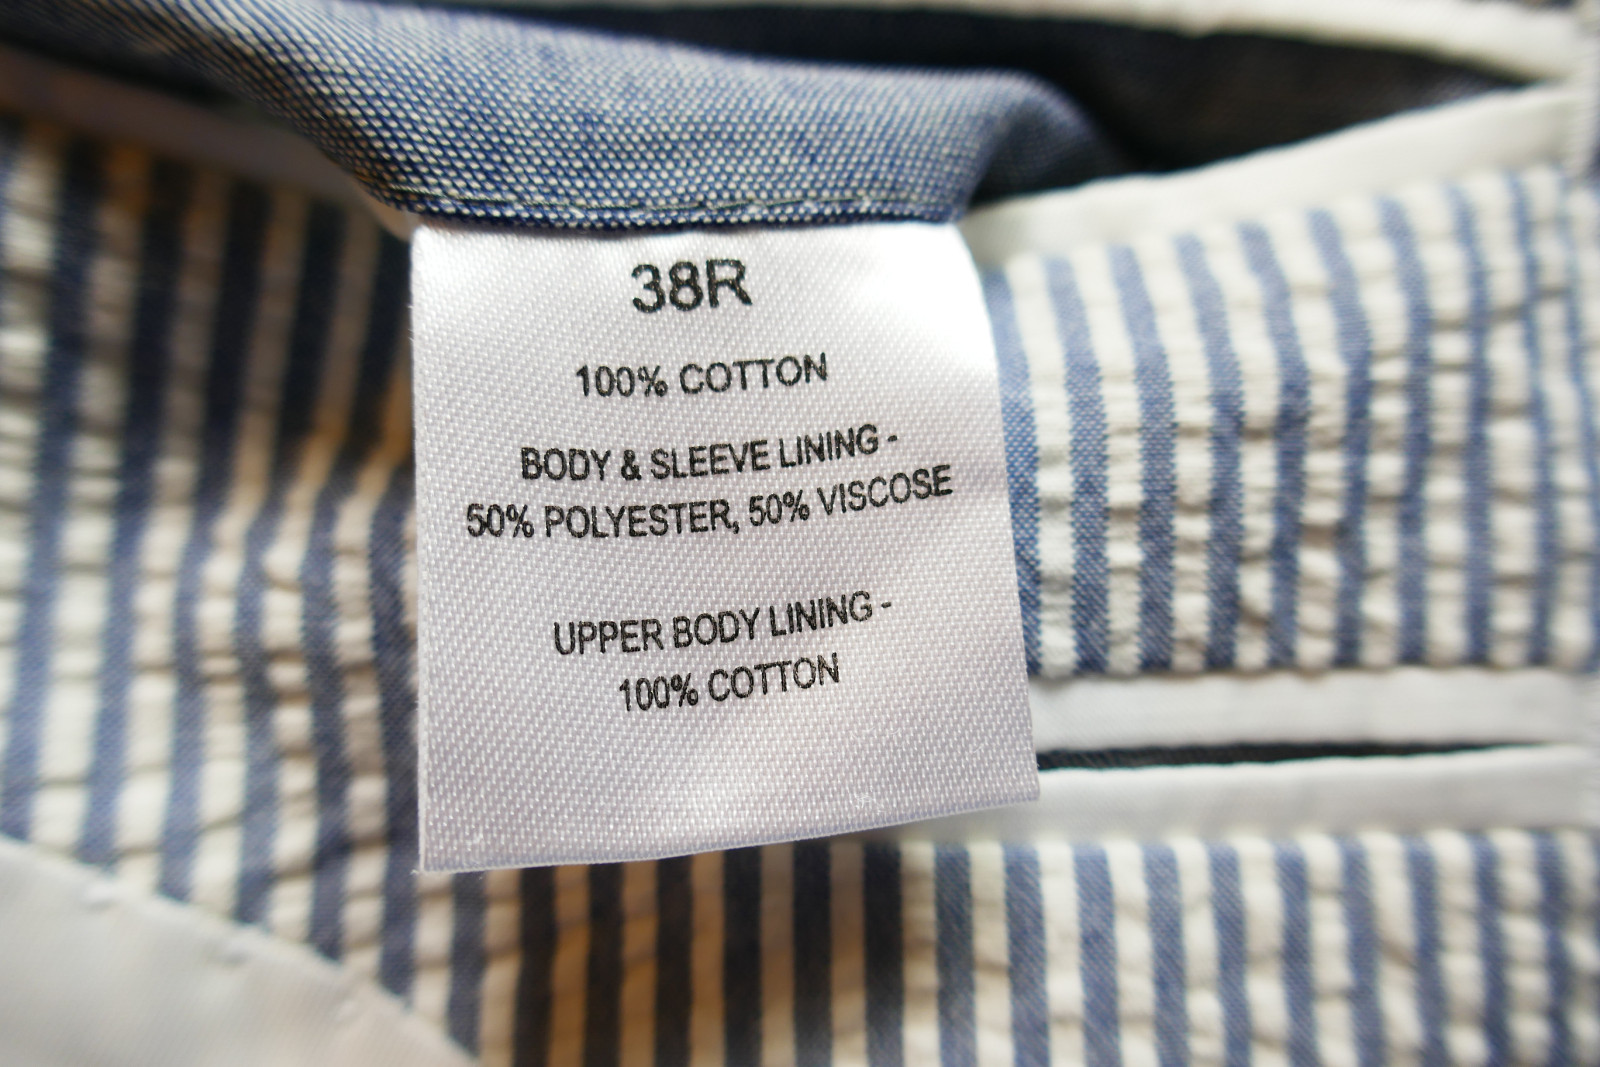 38R
100% COTTON
BODY & SLEEVE LINING -
50% POLYESTER, 50% VISCOSE
UPPER BODY LINING -
100% COTTON